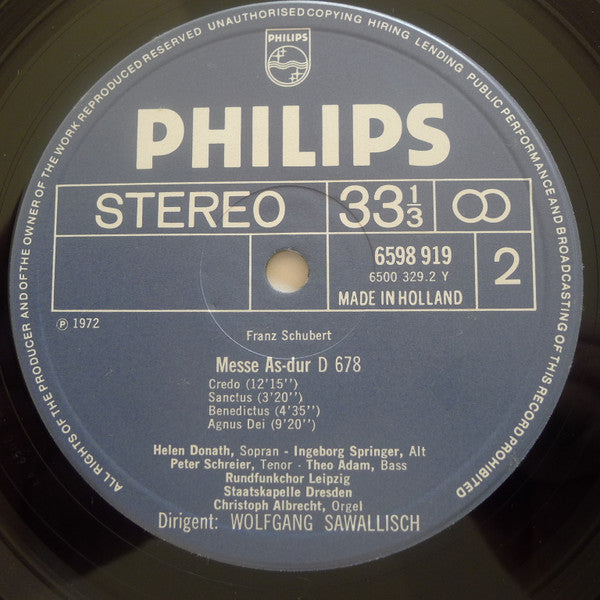 ALL RIGHTS OF THE PRODUCER AND OF THE OWNER OF THE WORK REPRODUCED RESERVED UNAUTHORISED COPYING HIRING LENDING PUBLIC PERFORMANCE AND BROADCASTING OF THIS RECORD PROHIBITED
PHILIPS
PHILIPS
STEREO 33 1/3
6598 919
6500 329.2 Y
MADE IN HOLLAND
2
Ⓟ 1972
Franz Schubert
Messe As-dur D 678
Credo (12'15'')
Sanctus (3'20'')
Benedictus (4'35'')
Agnus Dei (9'20'')
Helen Donath, Sopran - Ingeborg Springer, Alt
Peter Schreier, Tenor - Theo Adam, Bass
Rundfunkchor Leipzig
Staatskapelle Dresden
Christoph Albrecht, Orgel
Dirigent: WOLFGANG SAWALLISCH